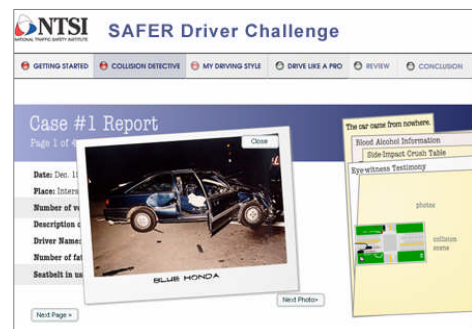 NTSI
NATIONAL TRAFFIC SAFETY INSTITUTE
SAFER Driver Challenge
GETTING STARTED
COLLISION DETECTIVE
MY DRIVING STYLE
DRIVE LIKE A PRO
REVIEW
CONCLUSION
Case #1 Report
Page 1 of 4
Close
Date: Dec. 
Place: Inters
Number of ve
Description o
Driver Name
Number of fat
Seatbelt in us
BLUE HONDA
Next Page »
Next Photo»
The car came from nowhere.
Blood Alcohol Information
Side-Impact Crush Table
Eye-witness Testimony
photos
collision
scene